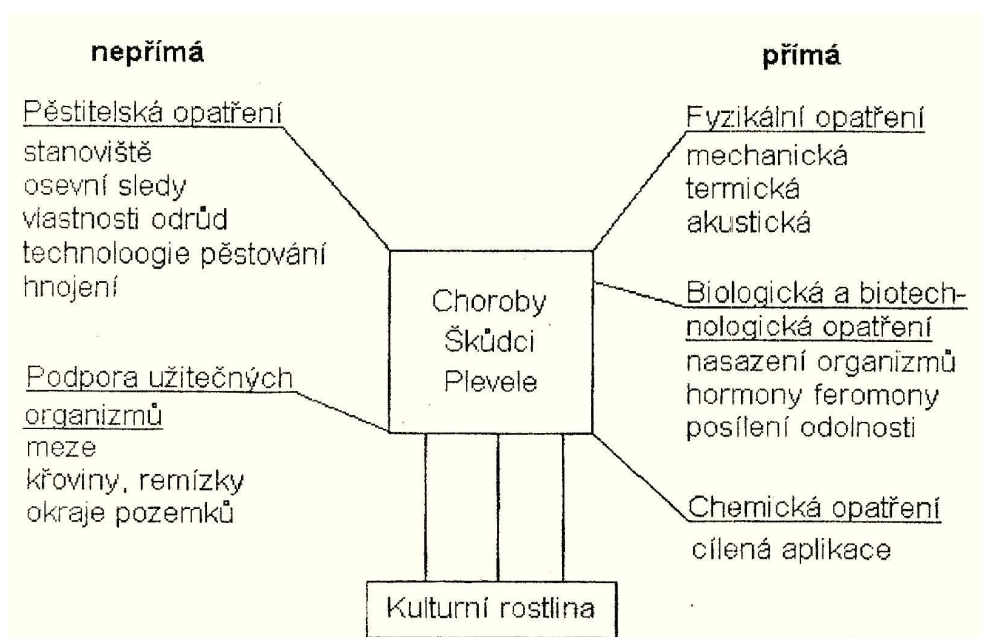 nepřímá
Pěstitelská opatření
stanoviště
osevní sledy
vlastnosti odrůd
technoloogie pěstování
hnojení
Podpora užitečných
organizmů
meze
křoviny, remízky
okraje pozemků
Choroby
Škůdci
Plevele
Kulturní rostlina
přímá
Fyzikální opatření
mechanická
termická
akustická
Biologická a biotech-
nologická opatření
nasazení organizmů
hormony feromony
posílení odolnosti
Chemická opatření
cílená aplikace